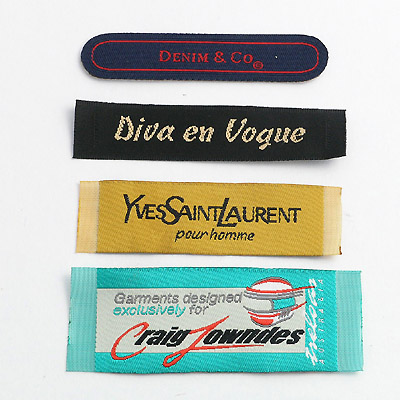 DENIM & CO®
Diva en Vogue
YVESSAINTLAURENT
pour homme
Garments designed
exclusively for
Craig Lowndes